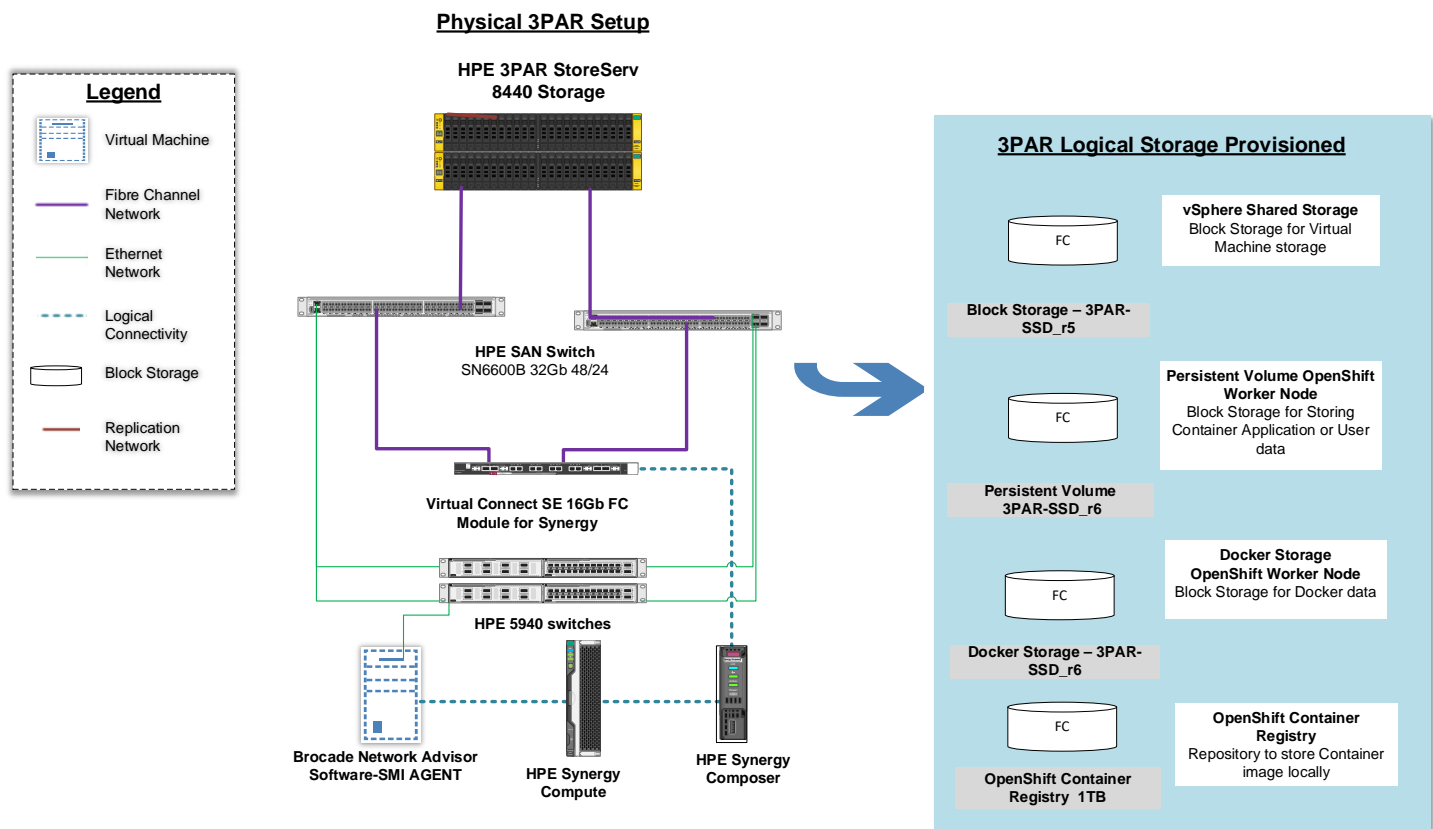 Physical 3PAR Setup
HPE 3PAR StoreServ
8440 Storage
Legend
Virtual Machine
Fibre Channel
Network
Ethernet
Network
Logical
Connectivity
Block Storage
Replication
Network
HPE SAN Switch
SN6600B 32Gb 48/24
Virtual Connect SE 16Gb FC
Module for Synergy
HPE 5940 switches
Brocade Network Advisor
Software-SMI AGENT
HPE Synergy
Compute
HPE Synergy
Composer
3PAR Logical Storage Provisioned
FC
vSphere Shared Storage
Block Storage for Virtual
Machine storage
Block Storage – 3PAR-
SSD_r5
FC
Persistent Volume OpenShift
Worker Node
Block Storage for Storing
Container Application or User
data
Persistent Volume
3PAR-SSD_r6
FC
Docker Storage
OpenShift Worker Node
Block Storage for Docker data
Docker Storage – 3PAR-
SSD_r6
FC
OpenShift Container
Registry
Repository to store Container
image locally
OpenShift Container
Registry 1TB